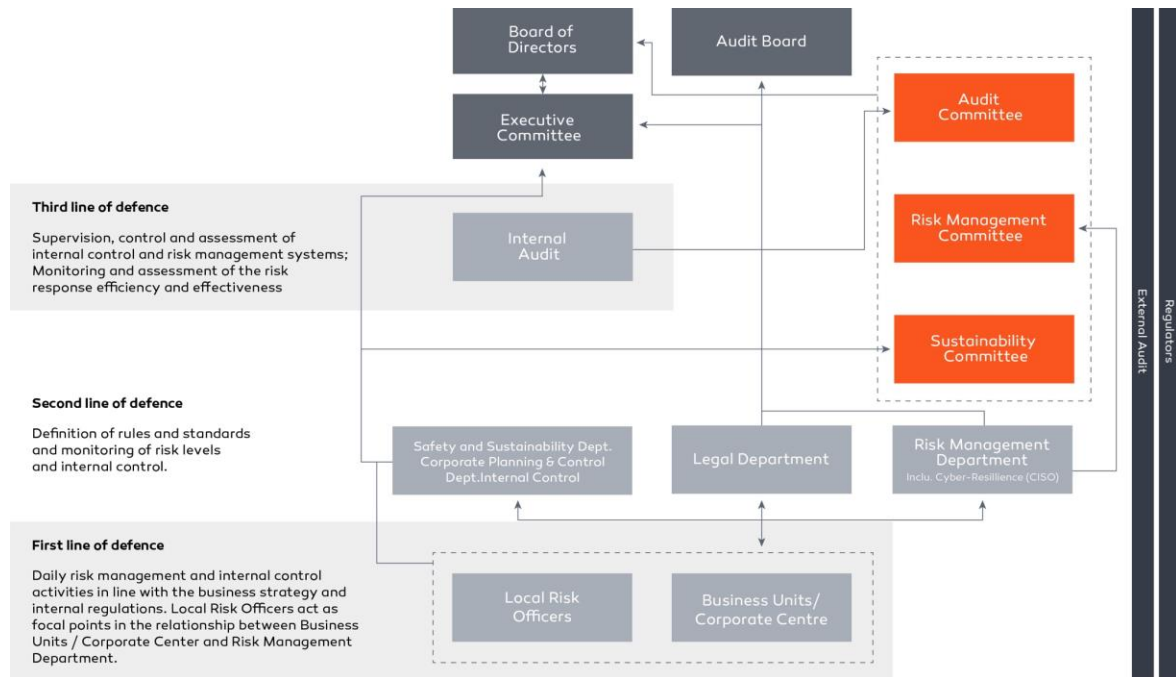 Board of
Directors
Audit Board
Audit
Committee
Executive
Committee
Third line of defence
Supervision, control and assessment of
internal control and risk management systems;
Monitoring and assessment of the risk
response efficiency and effectiveness
Internal
Audit
Risk Management
Committee
Sustainability
Committee
External Audit
Regulators
Second line of defence
Definition of rules and standards
and monitoring of risk levels
and internal control.
Safety and Sustainability Dept.
Corporate Planning & Control
Dept.Internal Control
Legal Department
Risk Management
Department
Inclu. Cyber-Resillience (CISO)
First line of defence
Daily risk management and internal control
activities in line with the business strategy and
internal regulations. Local Risk Officers act as
focal points in the relationship between Business
Units / Corporate Center and Risk Management
Department.
Local Risk
Officers
Business Units/
Corporate Centre